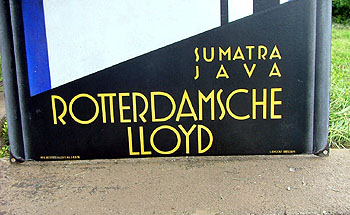 SUMATRA
JAVA
ROTTERDAMSCHE
LLOYD